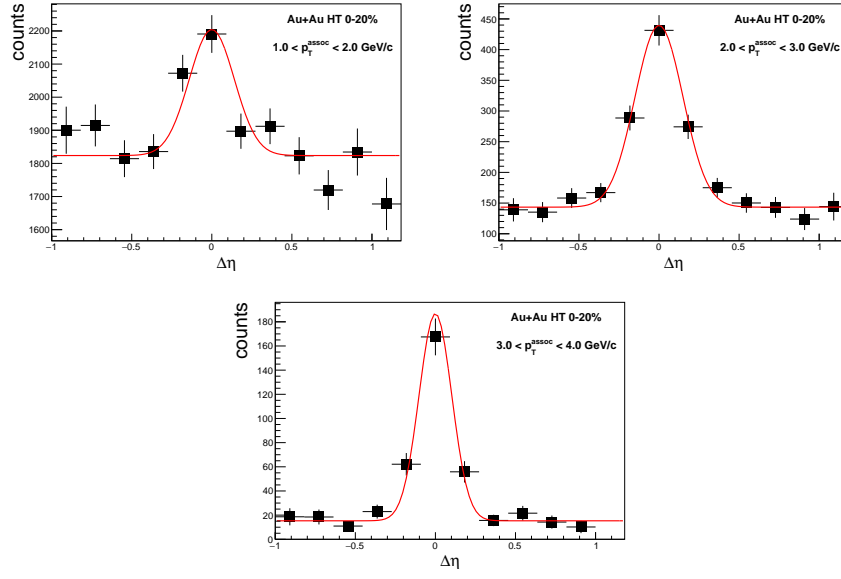 Au+Au HT 0-20%
1.0 < p_T^assoc < 2.0 GeV/c
counts
2200
2100
2000
1900
1800
1700
1600
−1 −0.5 0 0.5 1
Δη
Au+Au HT 0-20%
2.0 < p_T^assoc < 3.0 GeV/c
counts
450
400
350
300
250
200
150
100
−1 −0.5 0 0.5 1
Δη
Au+Au HT 0-20%
3.0 < p_T^assoc < 4.0 GeV/c
counts
180
160
140
120
100
80
60
40
20
0
−1 −0.5 0 0.5 1
Δη